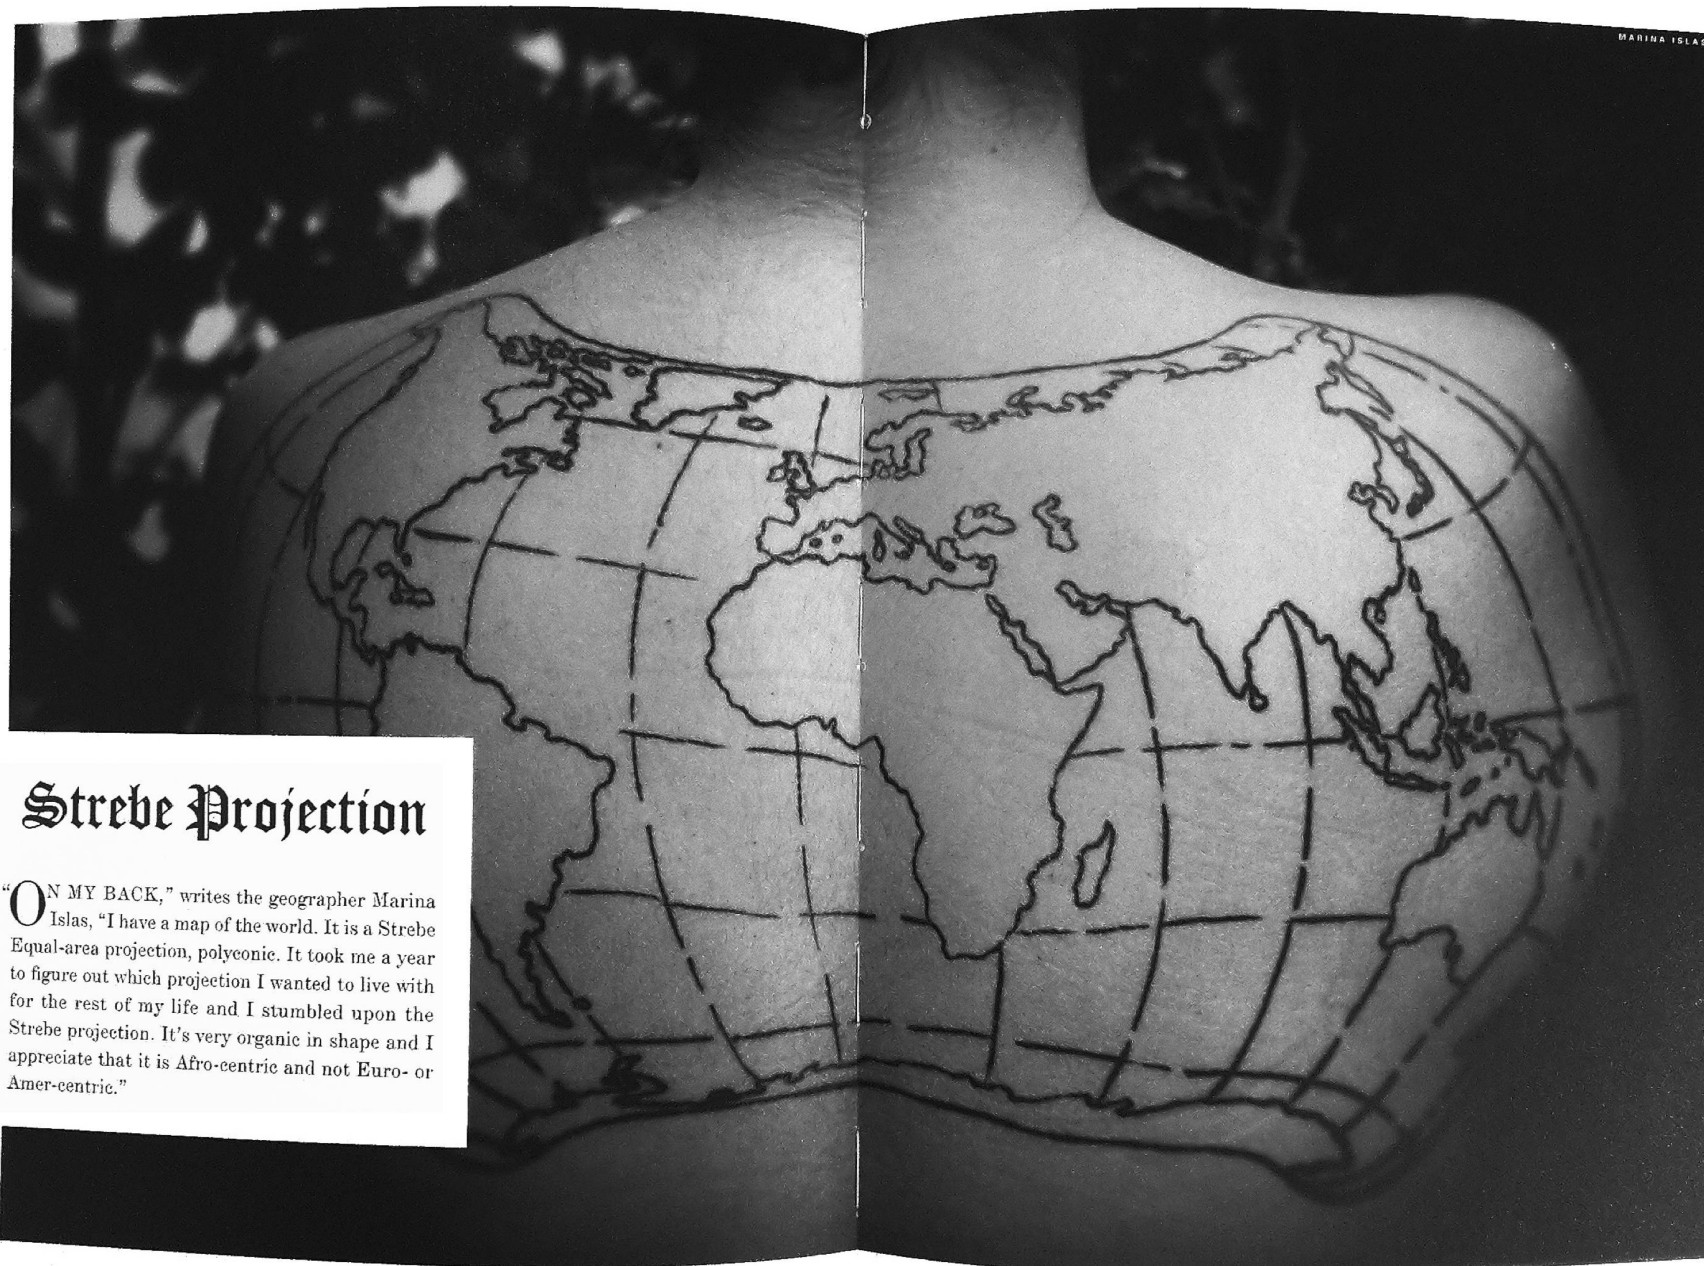 MARINA ISLAS
Strebe Projection
“ON MY BACK,” writes the geographer Marina
Islas, “I have a map of the world. It is a Strebe
Equal-area projection, polyconic. It took me a year
to figure out which projection I wanted to live with
for the rest of my life and I stumbled upon the
Strebe projection. It’s very organic in shape and I
appreciate that it is Afro-centric and not Euro- or
Amer-centric.”